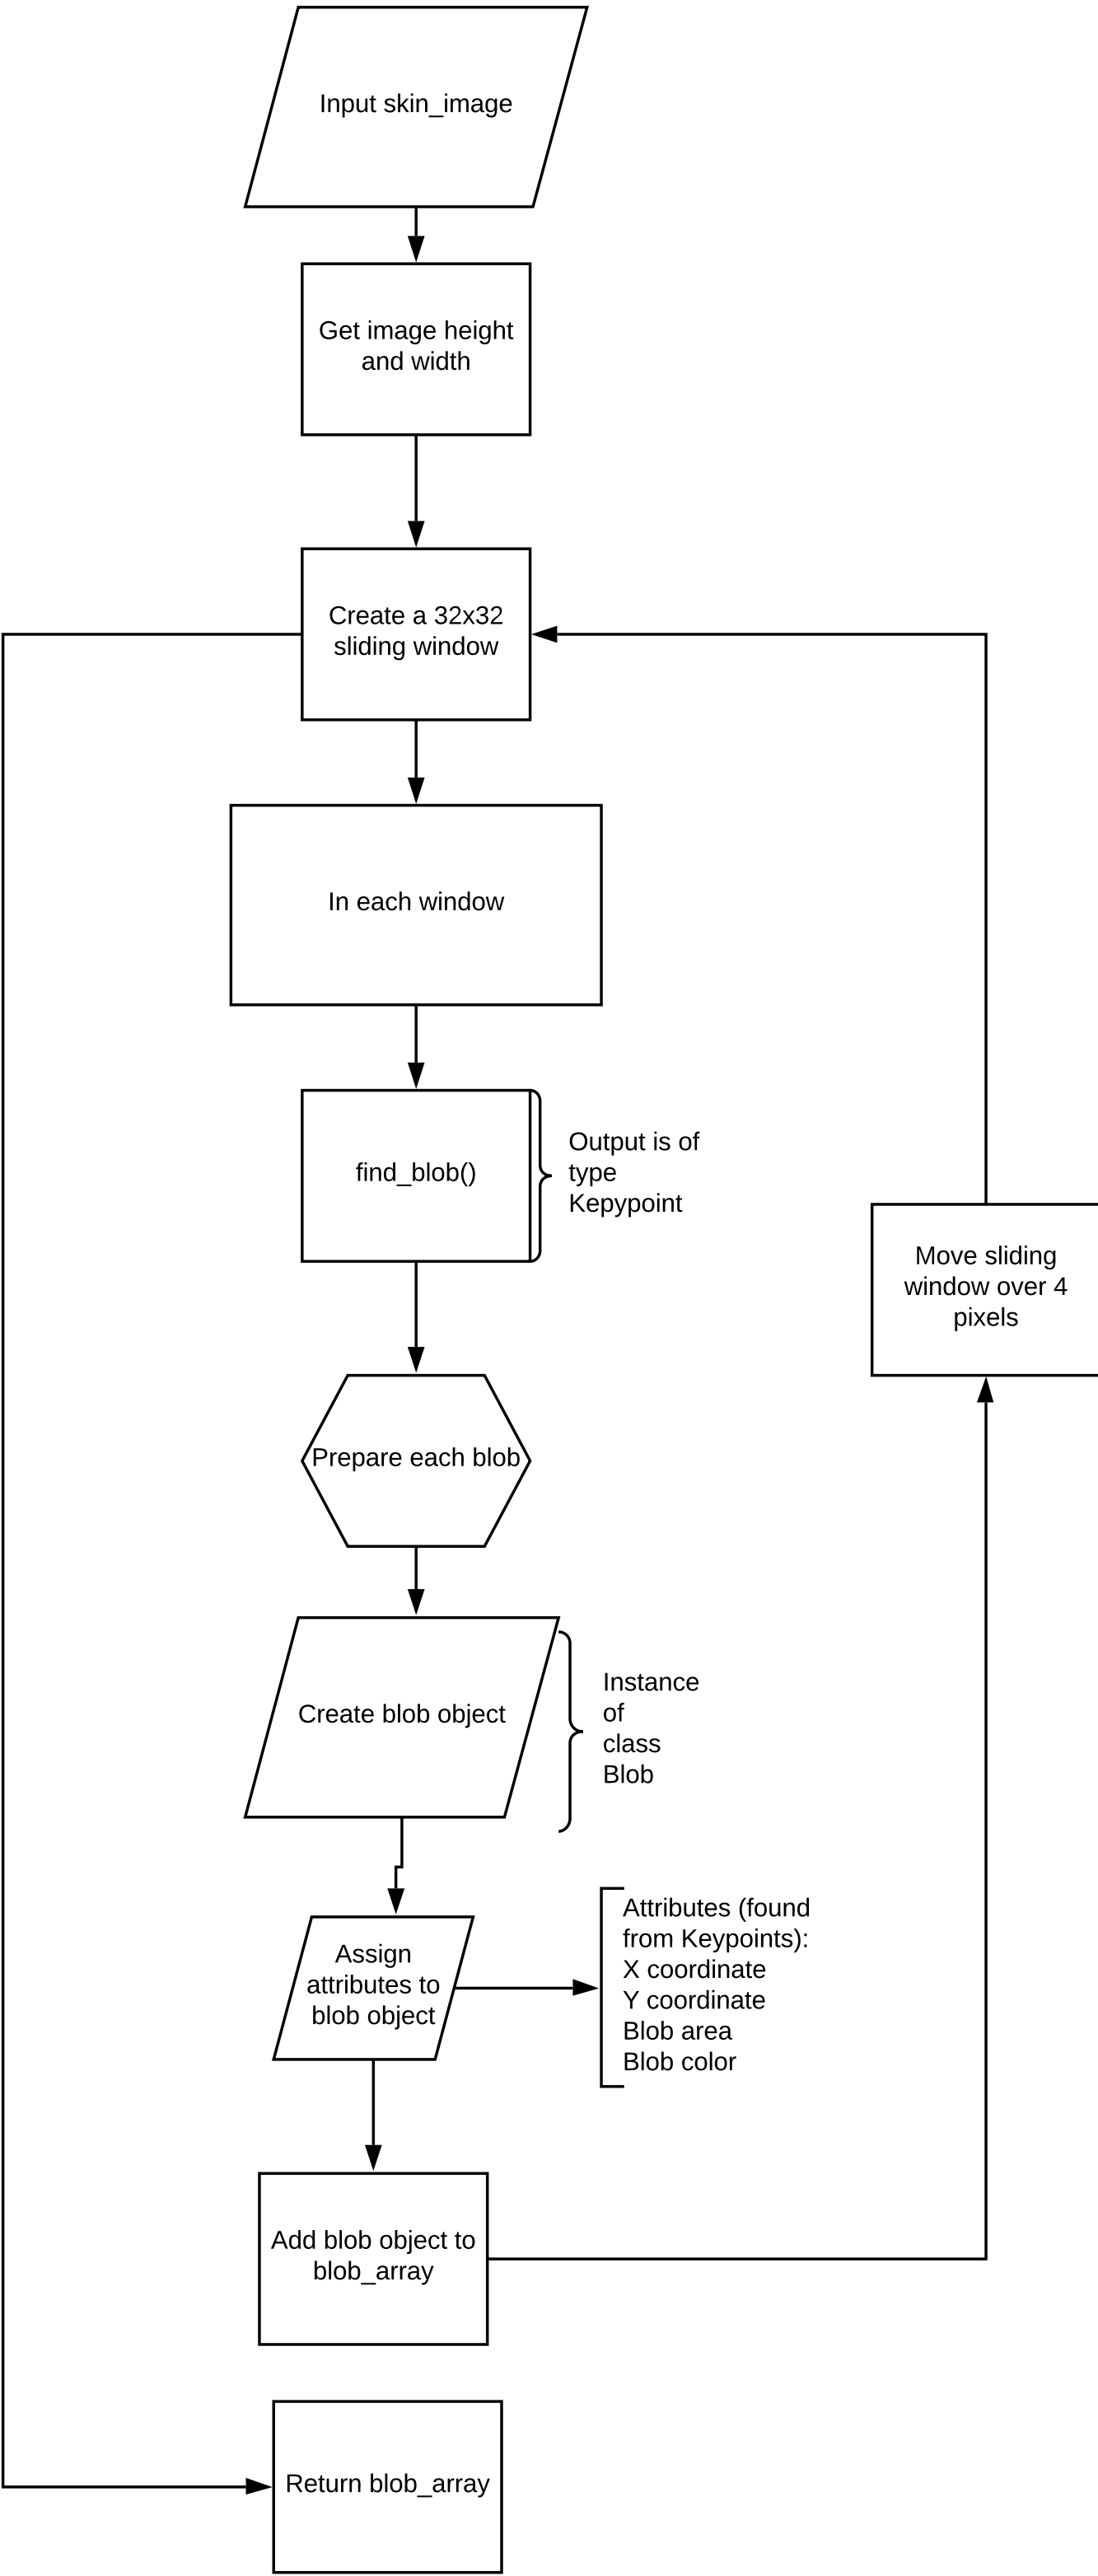 Input skin_image
Get image height
and width
Create a 32x32
sliding window
In each window
find_blob()
Output is of
type
Kepypoint
Move sliding
window over 4
pixels
Prepare each blob
Create blob object
Instance
of
class
Blob
Assign
attributes to
blob object
Attributes (found
from Keypoints):
X coordinate
Y coordinate
Blob area
Blob color
Add blob object to
blob_array
Return blob_array